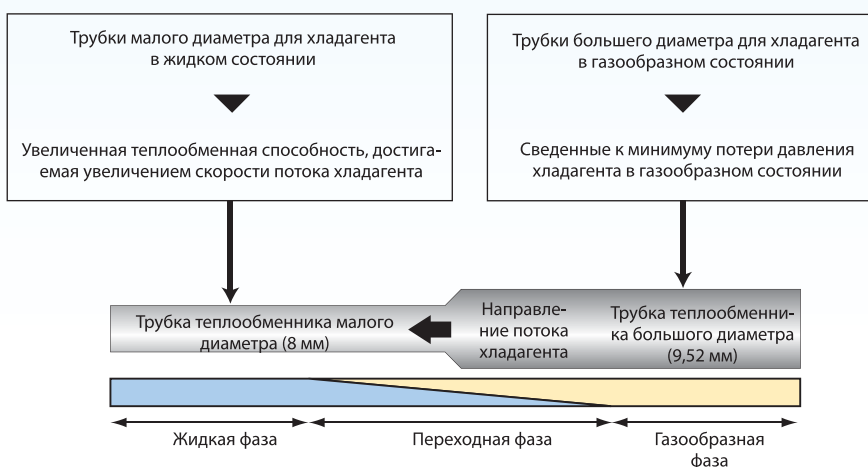 Трубки малого диаметра для хладагента
в жидком состоянии
Увеличенная теплообменная способность, достига-
емая увеличением скорости потока хладагента
Трубки большего диаметра для хладагента
в газообразном состоянии
Сведенные к минимуму потери давления
хладагента в газообразном состоянии
Трубка теплообменника малого
диаметра (8 мм)
Направле-
ние потока
хладагента
Трубка теплообменни-
ка большого диаметра
(9,52 мм)
Жидкая фаза
Переходная фаза
Газообразная
фаза